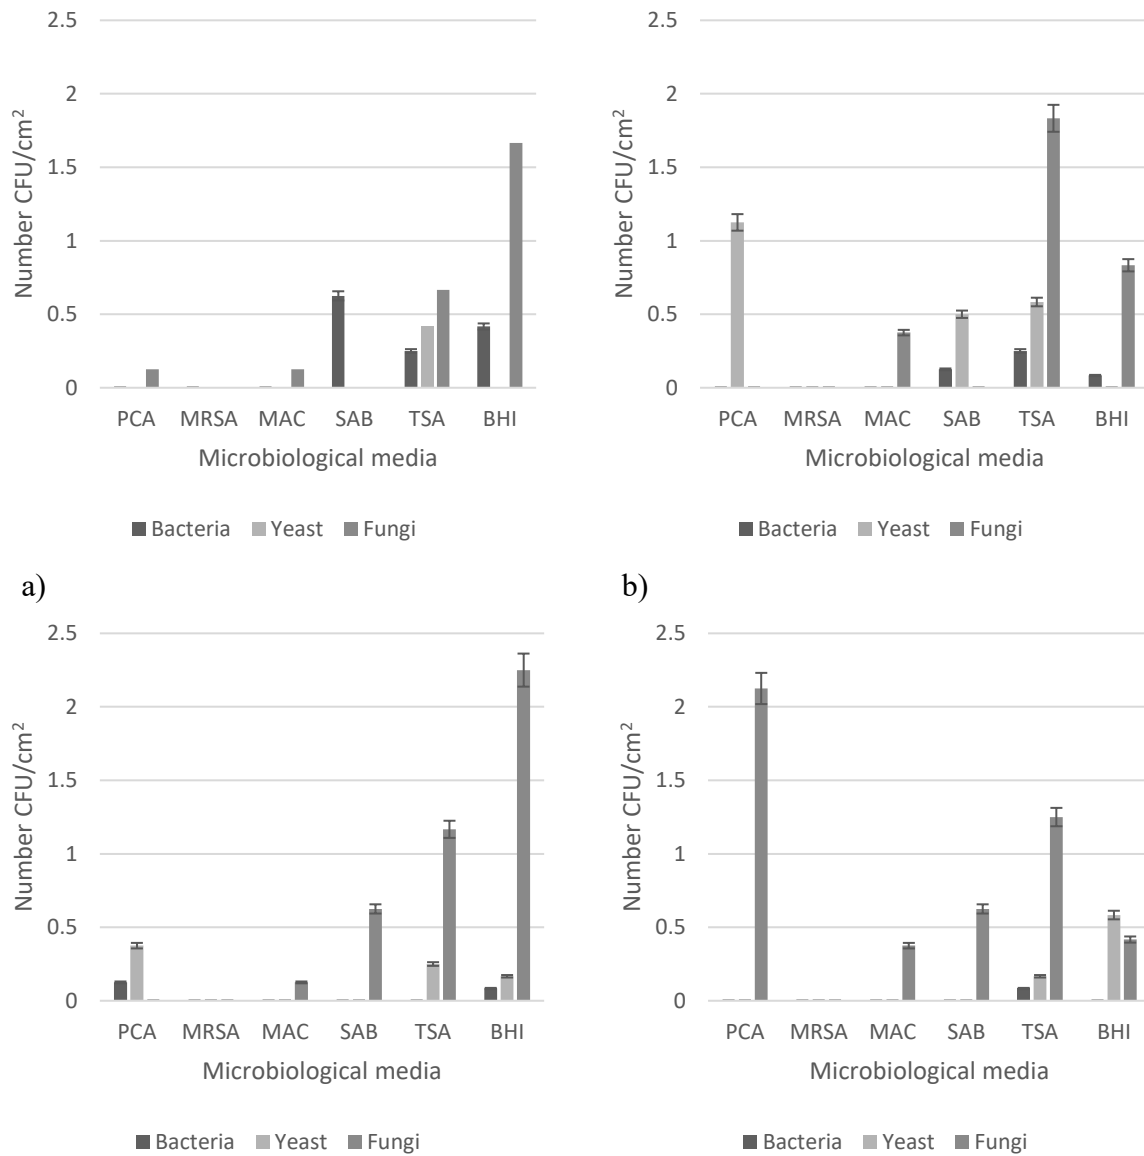 2.5
2
1.5
1
0.5
0
Number CFU/cm²
PCA MRSA MAC SAB TSA BHI
Microbiological media
Bacteria Yeast Fungi
a)
2.5
2
1.5
1
0.5
0
Number CFU/cm²
PCA MRSA MAC SAB TSA BHI
Microbiological media
Bacteria Yeast Fungi
b)
2.5
2
1.5
1
0.5
0
Number CFU/cm²
PCA MRSA MAC SAB TSA BHI
Microbiological media
Bacteria Yeast Fungi
2.5
2
1.5
1
0.5
0
Number CFU/cm²
PCA MRSA MAC SAB TSA BHI
Microbiological media
Bacteria Yeast Fungi